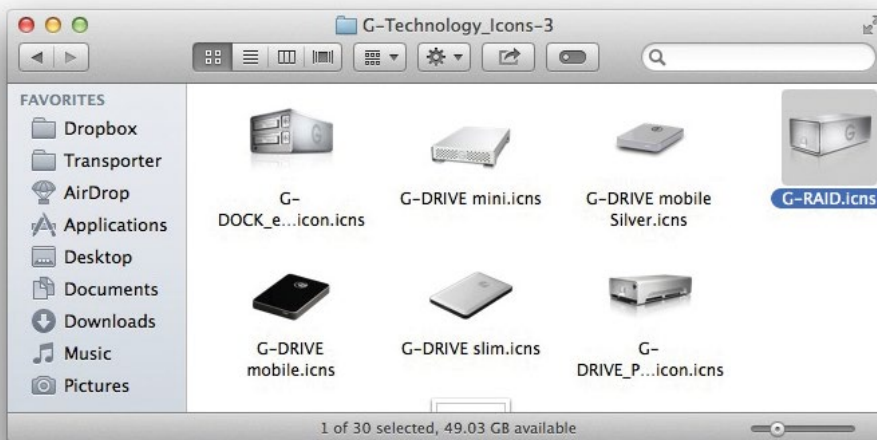 G-Technology_Icons-3
FAVORITES
Dropbox
Transporter
AirDrop
Applications
Desktop
Documents
Downloads
Music
Pictures
G-
DOCK_e...icon.icns
G-DRIVE mini.icns
G-DRIVE mobile
Silver.icns
G-RAID.icns
G-DRIVE
mobile.icns
G-DRIVE slim.icns
G-
DRIVE_P...icon.icns
1 of 30 selected, 49.03 GB available